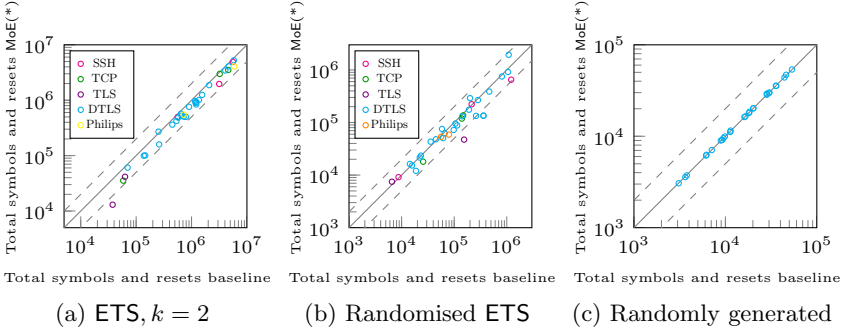 Total symbols and resets MoE(*)
10^7
10^6
10^5
10^4
SSH
TCP
TLS
DTLS
Philips
10^4 10^5 10^6 10^7
Total symbols and resets baseline
(a) ETS, k = 2
Total symbols and resets MoE(*)
10^6
10^5
10^4
10^3
SSH
TCP
TLS
DTLS
Philips
10^3 10^4 10^5 10^6
Total symbols and resets baseline
(b) Randomised ETS
Total symbols and resets MoE(*)
10^5
10^4
10^3
10^3 10^4 10^5
Total symbols and resets baseline
(c) Randomly generated